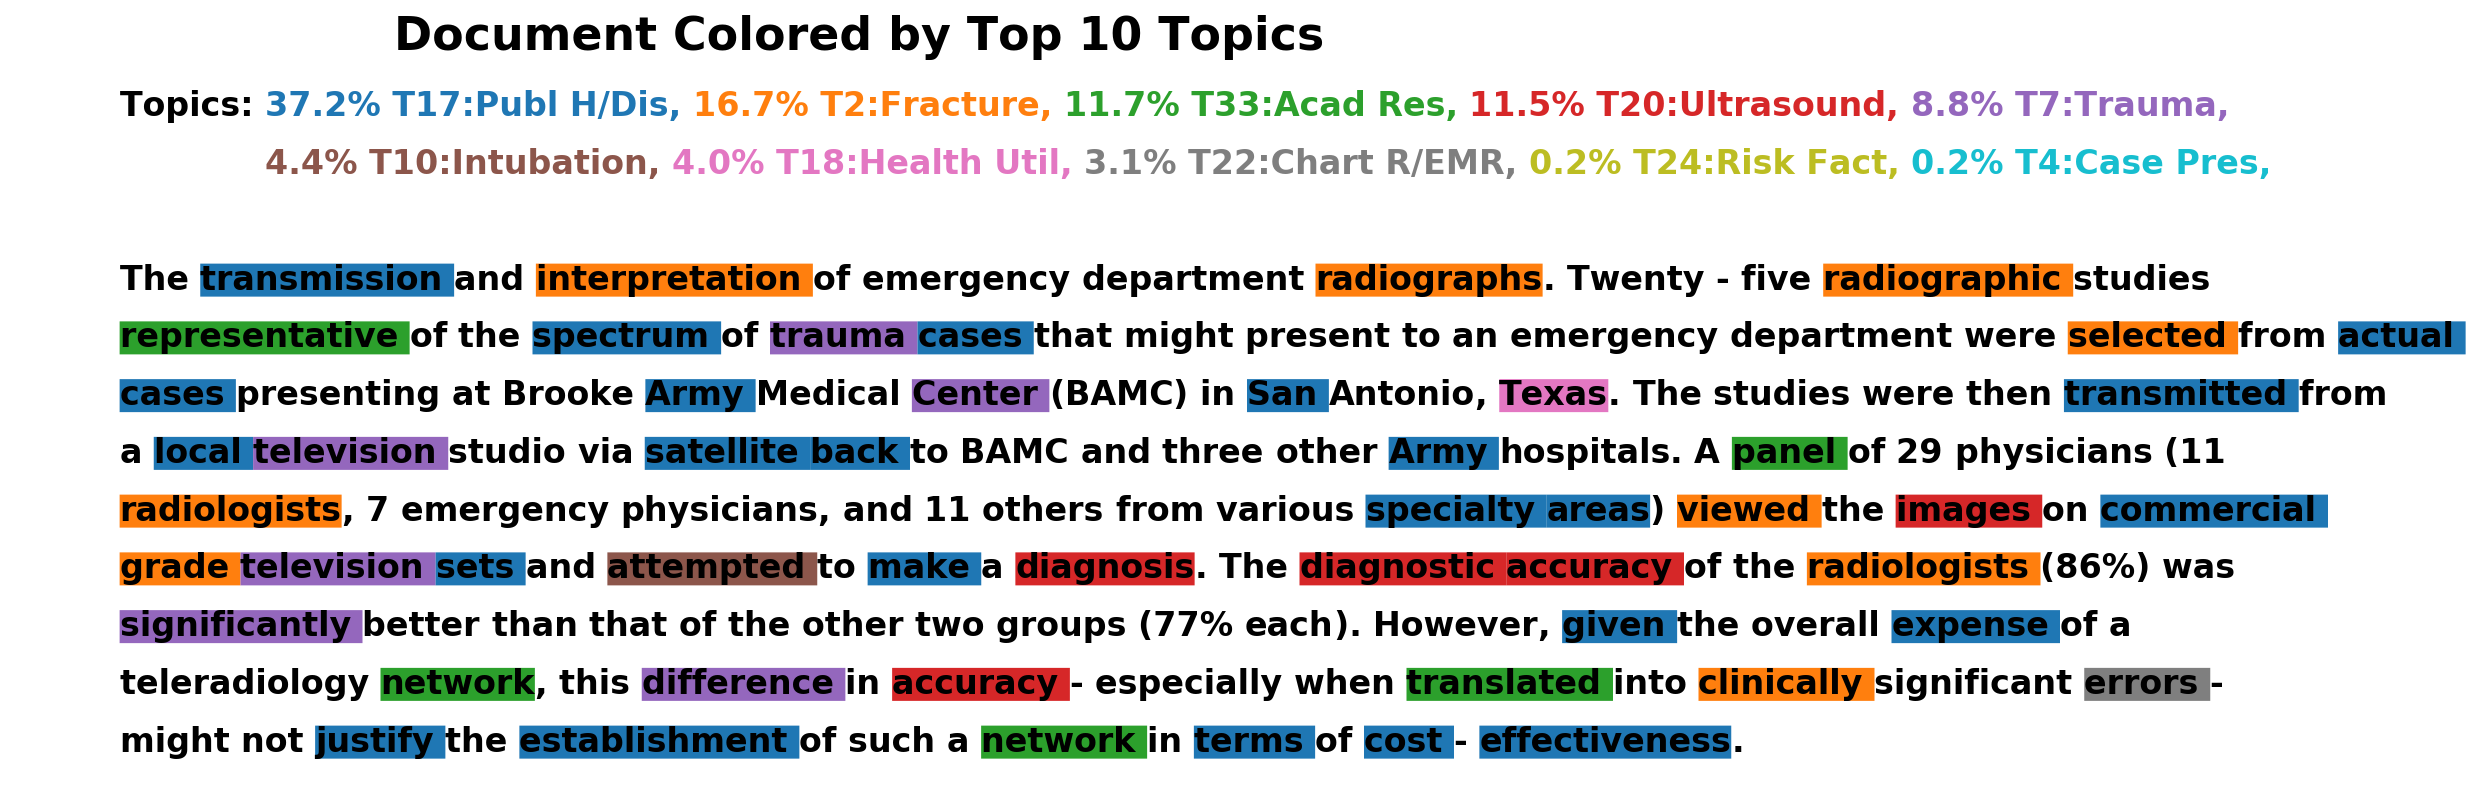 Document Colored by Top 10 Topics
Topics: 37.2% T17:Publ H/Dis, 16.7% T2:Fracture, 11.7% T33:Acad Res, 11.5% T20:Ultrasound, 8.8% T7:Trauma,
4.4% T10:Intubation, 4.0% T18:Health Util, 3.1% T22:Chart R/EMR, 0.2% T24:Risk Fact, 0.2% T4:Case Pres,
The transmission and interpretation of emergency department radiographs. Twenty - five radiographic studies
representative of the spectrum of trauma cases that might present to an emergency department were selected from actual
cases presenting at Brooke Army Medical Center (BAMC) in San Antonio, Texas. The studies were then transmitted from
a local television studio via satellite back to BAMC and three other Army hospitals. A panel of 29 physicians (11
radiologists, 7 emergency physicians, and 11 others from various specialty areas) viewed the images on commercial
grade television sets and attempted to make a diagnosis. The diagnostic accuracy of the radiologists (86%) was
significantly better than that of the other two groups (77% each). However, given the overall expense of a
teleradiology network, this difference in accuracy - especially when translated into clinically significant errors -
might not justify the establishment of such a network in terms of cost - effectiveness.